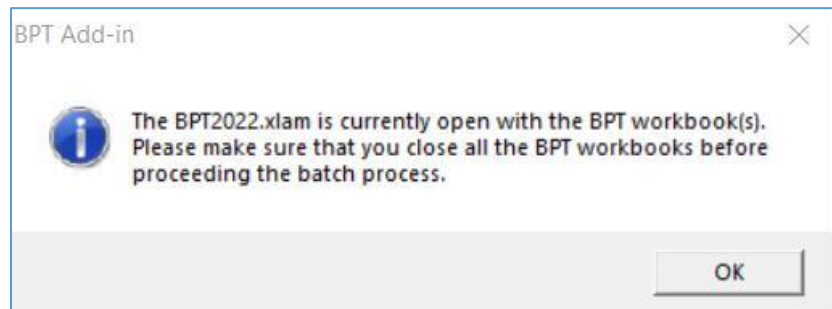 BPT Add-in
The BPT2022.xlam is currently open with the BPT workbook(s).
Please make sure that you close all the BPT workbooks before
proceeding the batch process.
OK